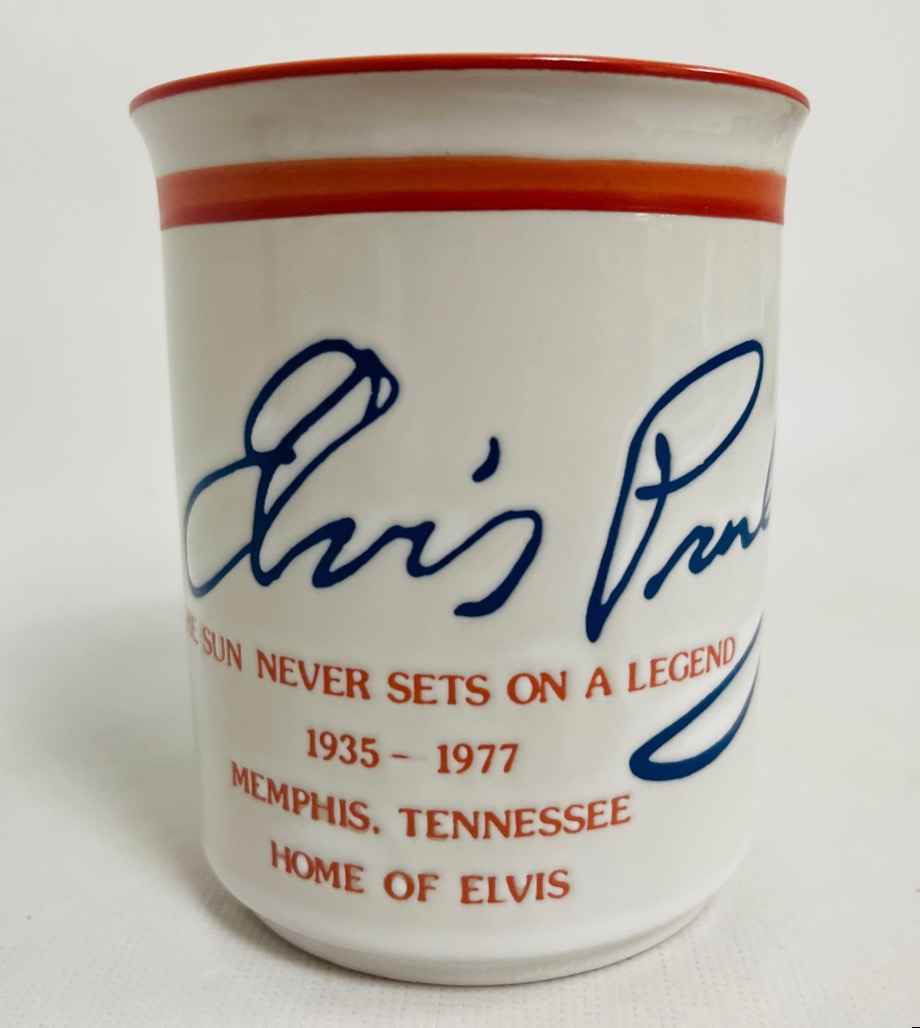 Elvis
SUN NEVER SETS ON A LEGEND
1935 - 1977
MEMPHIS, TENNESSEE
HOME OF ELVIS